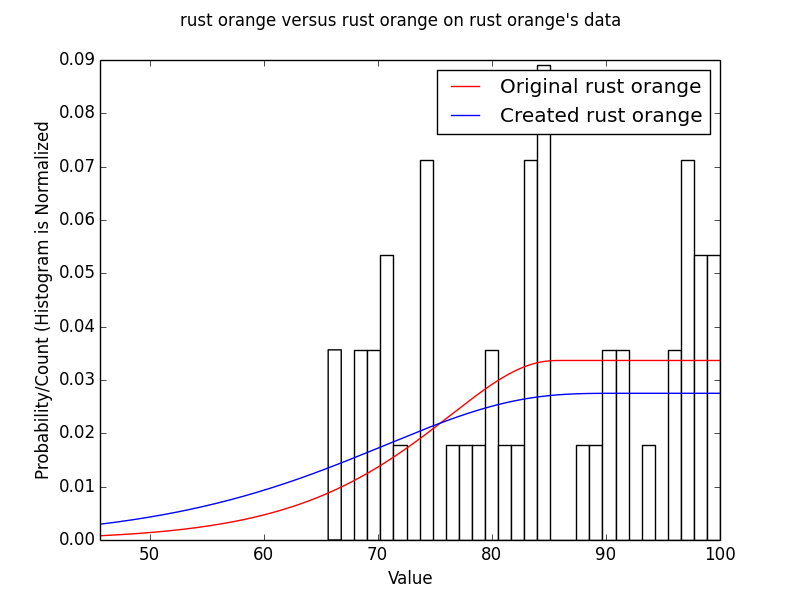 rust orange versus rust orange on rust orange's data
Original rust orange
Created rust orange
Probability/Count (Histogram is Normalized
0.09
0.08
0.07
0.06
0.05
0.04
0.03
0.02
0.01
0.00
50 60 70 80 90 100
Value